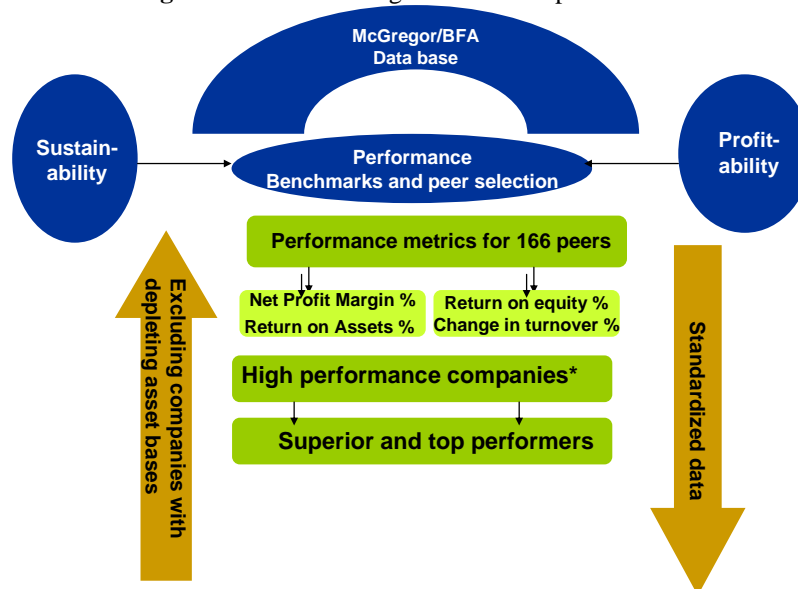 McGregor/BFA
Data base
Sustain-
ability
Profit-
ability
Performance
Benchmarks and peer selection
Performance metrics for 166 peers
Net Profit Margin %
Return on Assets %
Return on equity %
Change in turnover %
High performance companies*
Superior and top performers
Excluding companies with
depleting asset bases
Standardized data